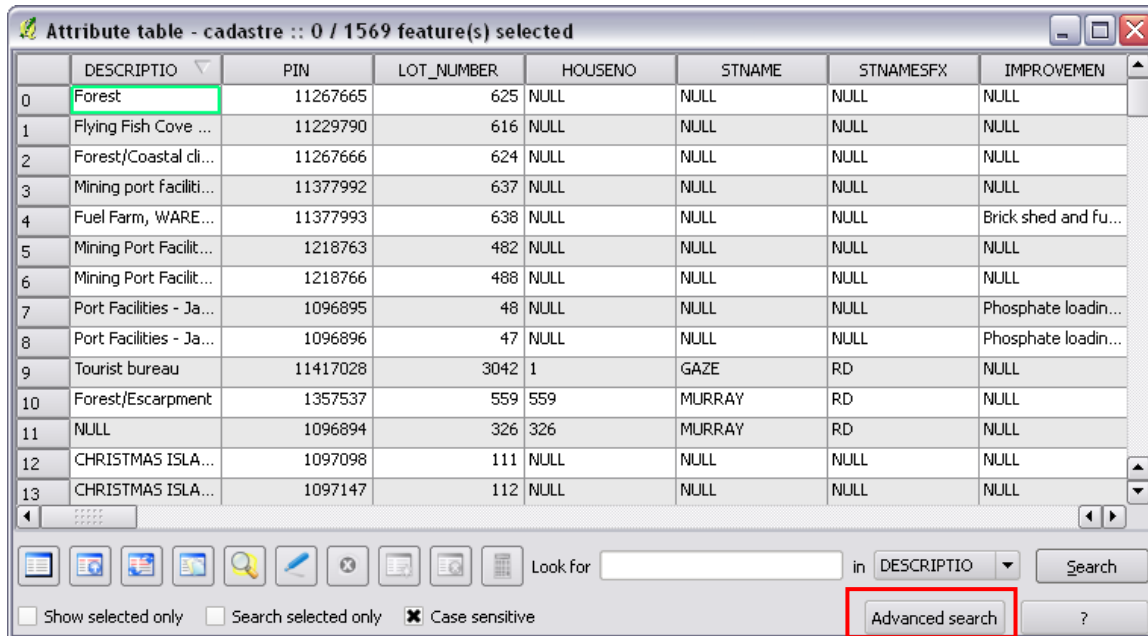 Attribute table - cadastre :: 0 / 1569 feature(s) selected
DESCRIPTIO PIN LOT_NUMBER HOUSENO STNAME STNAMESFX IMPROVEMEN
0 Forest 11267665 625 NULL NULL NULL NULL
1 Flying Fish Cove ... 11229790 616 NULL NULL NULL NULL
2 Forest/Coastal cli... 11267666 624 NULL NULL NULL NULL
3 Mining port faciliti... 11377992 637 NULL NULL NULL NULL
4 Fuel Farm, WARE... 11377993 638 NULL NULL NULL Brick shed and fu...
5 Mining Port Facilit... 1218763 482 NULL NULL NULL NULL
6 Mining Port Facilit... 1218766 488 NULL NULL NULL NULL
7 Port Facilities - Ja... 1096895 48 NULL NULL NULL Phosphate loadin...
8 Port Facilities - Ja... 1096896 47 NULL NULL NULL Phosphate loadin...
9 Tourist bureau 11417028 3042 1 GAZE RD NULL
10 Forest/Escarpment 1357537 559 559 MURRAY RD NULL
11 NULL 1096894 326 326 MURRAY RD NULL
12 CHRISTMAS ISLA... 1097098 111 NULL NULL NULL NULL
13 CHRISTMAS ISLA... 1097147 112 NULL NULL NULL NULL
Look for in DESCRIPTIO Search
Show selected only Search selected only Case sensitive Advanced search ?